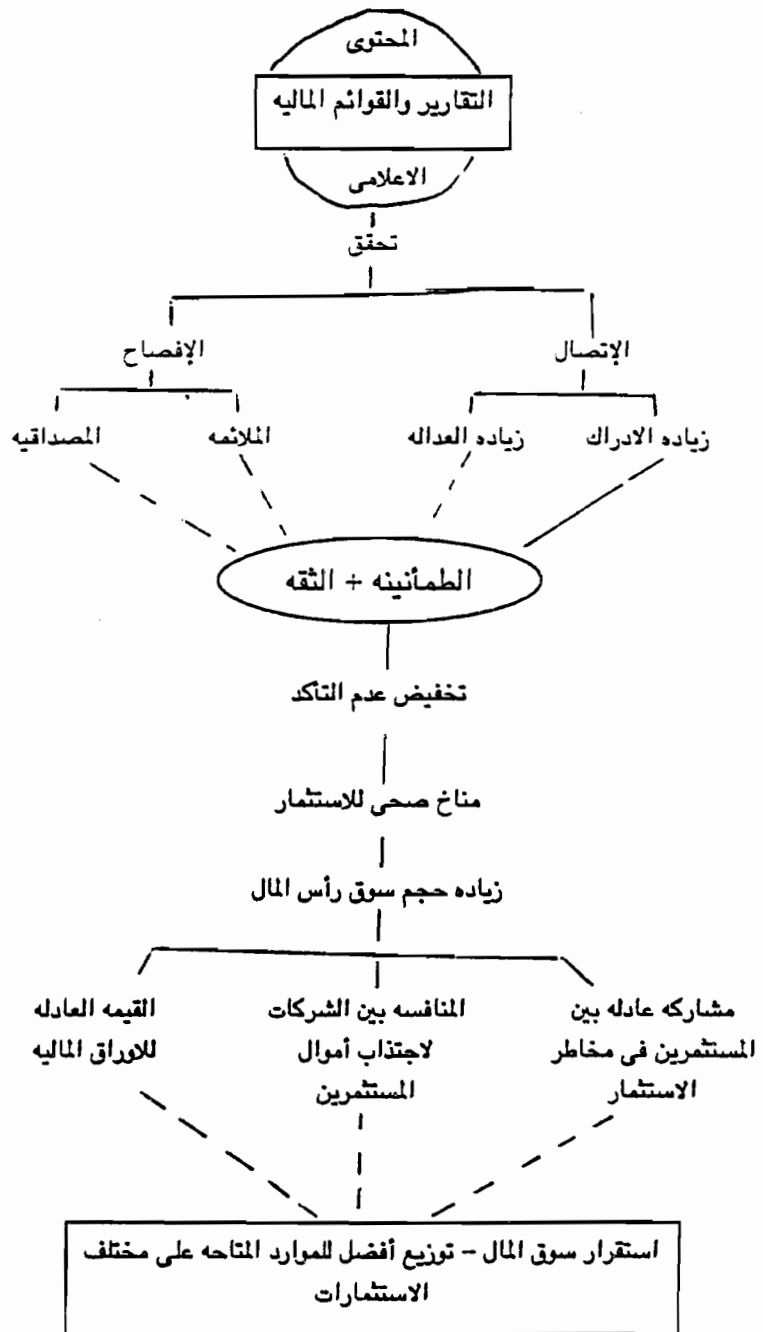 المحتوى
التقارير والقوائم الماليه
الاعلامى
تحقق
الإتصال
الإفصاح
زياده الادراك
زياده العداله
الملائمه
المصداقيه
الطمأنينه + الثقه
تخفيض عدم التأكد
مناخ صحى للاستثمار
زياده حجم سوق رأس المال
مشاركه عادله بين
المستثمرين فى مخاطر
الاستثمار
المنافسه بين الشركات
لاجتذاب أموال
المستثمرين
القيمه العادله
للاوراق الماليه
استقرار سوق المال – توزيع أفضل للموارد المتاحه على مختلف
الاستثمارات